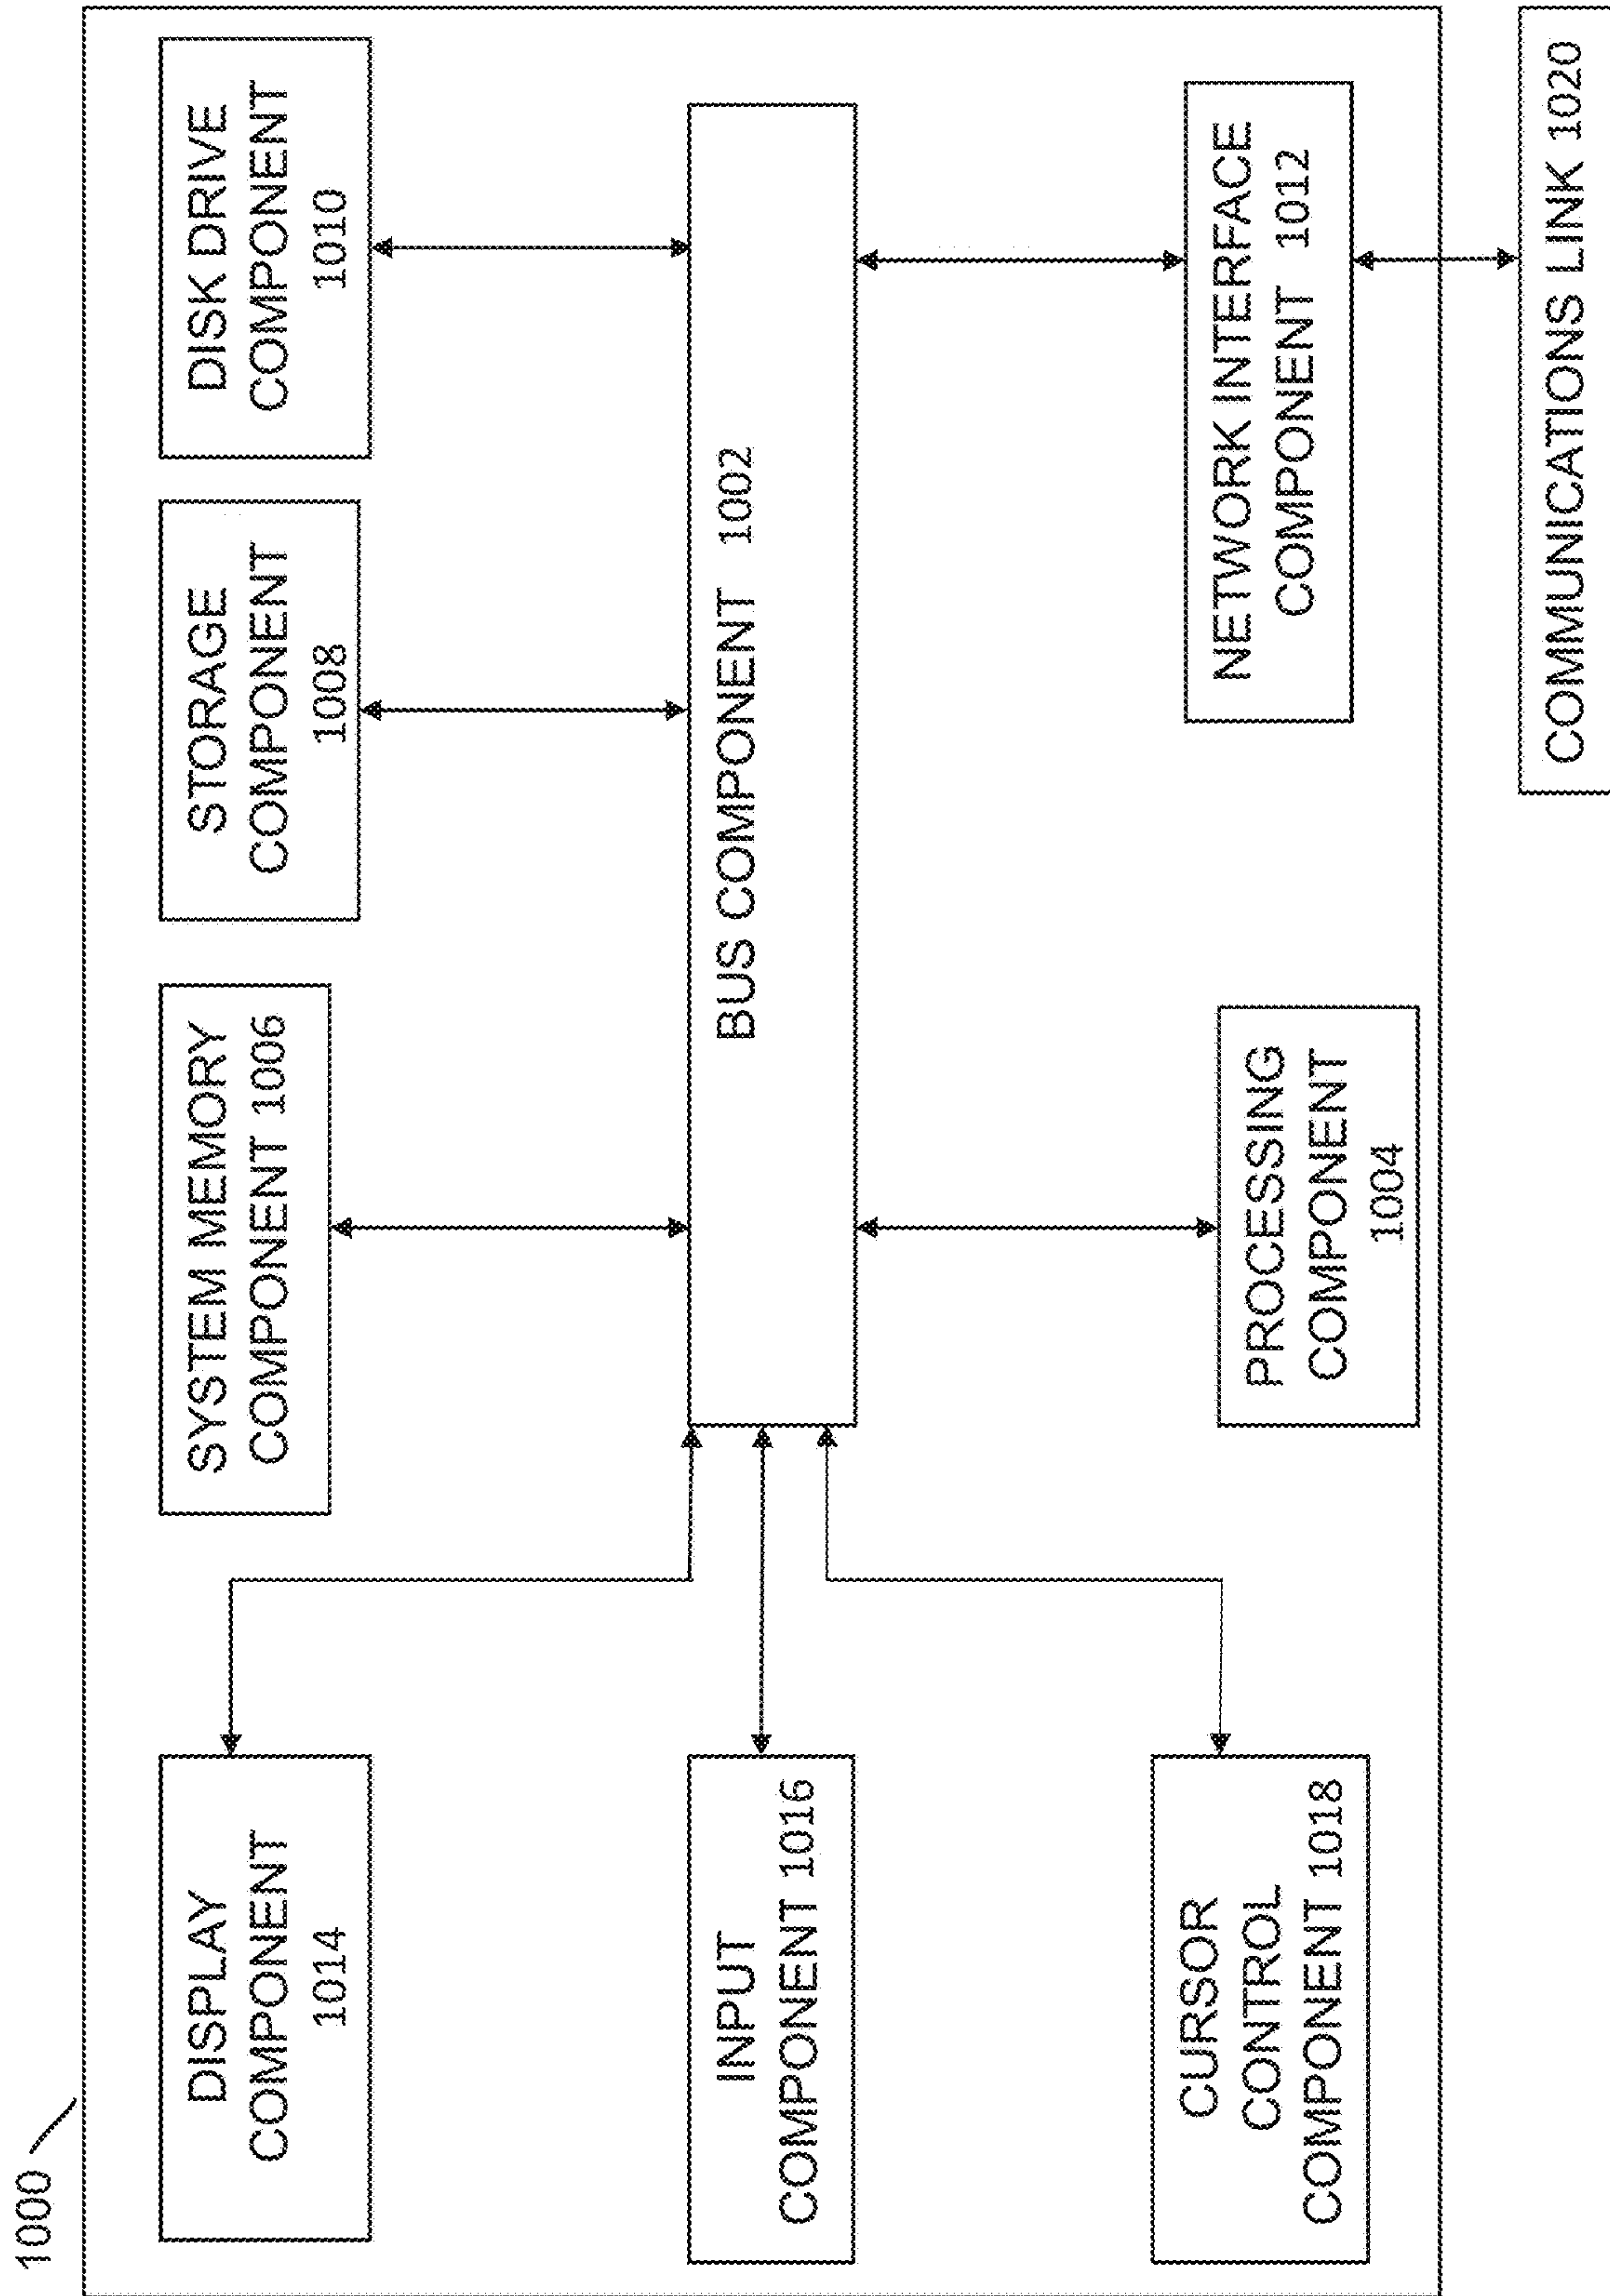 1000
DISPLAY
COMPONENT
1014
SYSTEM MEMORY
COMPONENT 1006
STORAGE
COMPONENT
1008
DISK DRIVE
COMPONENT
1010
INPUT
COMPONENT 1016
BUS COMPONENT 1002
CURSOR
CONTROL
COMPONENT 1018
PROCESSING
COMPONENT
1004
NETWORK INTERFACE
COMPONENT 1012
COMMUNICATIONS LINK 1020